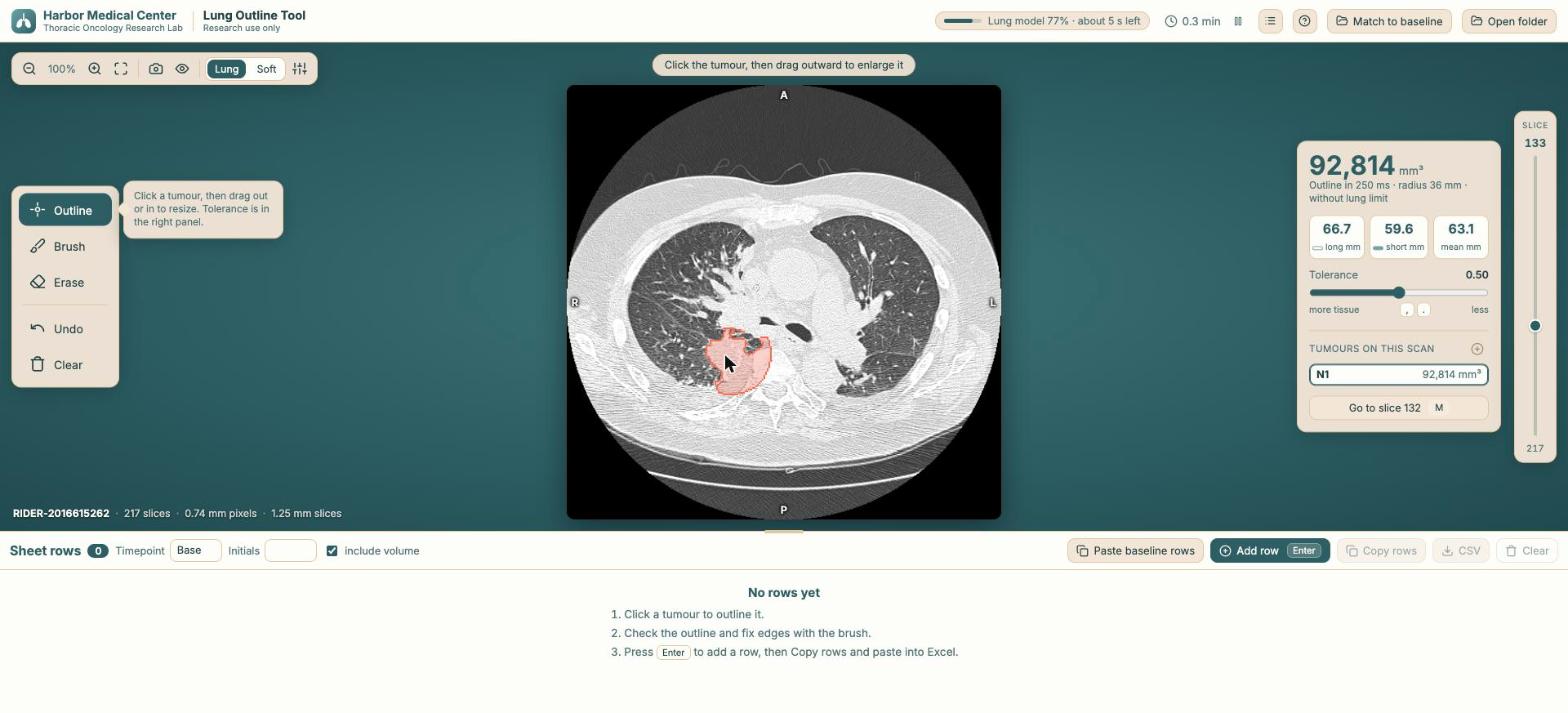 Harbor Medical Center
Thoracic Oncology Research Lab
Lung Outline Tool
Research use only
Lung model 77% · about 5 s left
0.3 min
Match to baseline
Open folder
100%
Lung
Soft
Click the tumour, then drag outward to enlarge it
A
R
L
P
Outline
Brush
Erase
Undo
Clear
Click a tumour, then drag out
or in to resize. Tolerance is in
the right panel.
92,814 mm³
Outline in 250 ms · radius 36 mm ·
without lung limit
66.7
long mm
59.6
short mm
63.1
mean mm
Tolerance 0.50
more tissue , . less
TUMOURS ON THIS SCAN
N1 92,814 mm³
Go to slice 132 M
SLICE
133
217
RIDER-2016615262 · 217 slices · 0.74 mm pixels · 1.25 mm slices
Sheet rows 0 Timepoint Base Initials include volume
Paste baseline rows
Add row Enter
Copy rows
CSV
Clear
No rows yet
1. Click a tumour to outline it.
2. Check the outline and fix edges with the brush.
3. Press Enter to add a row, then Copy rows and paste into Excel.